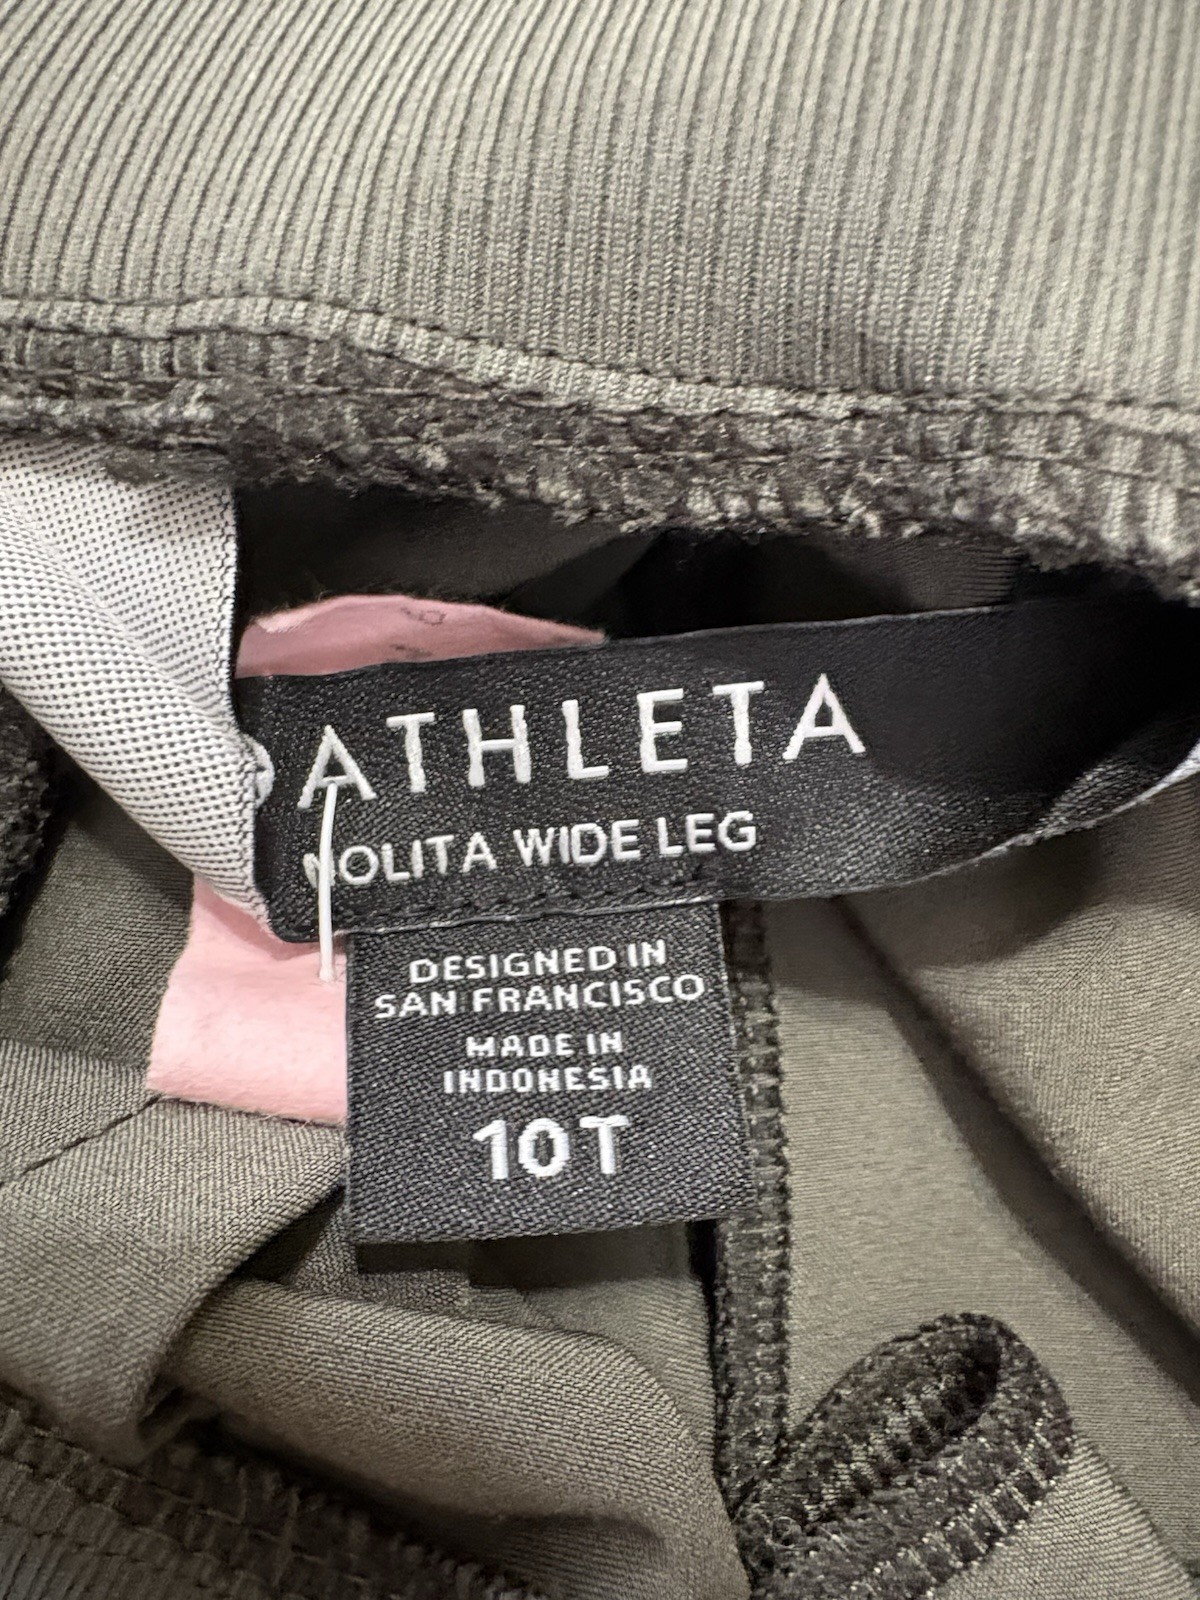 ATHLETA
NOLITA WIDE LEG
DESIGNED IN
SAN FRANCISCO
MADE IN
INDONESIA
10T